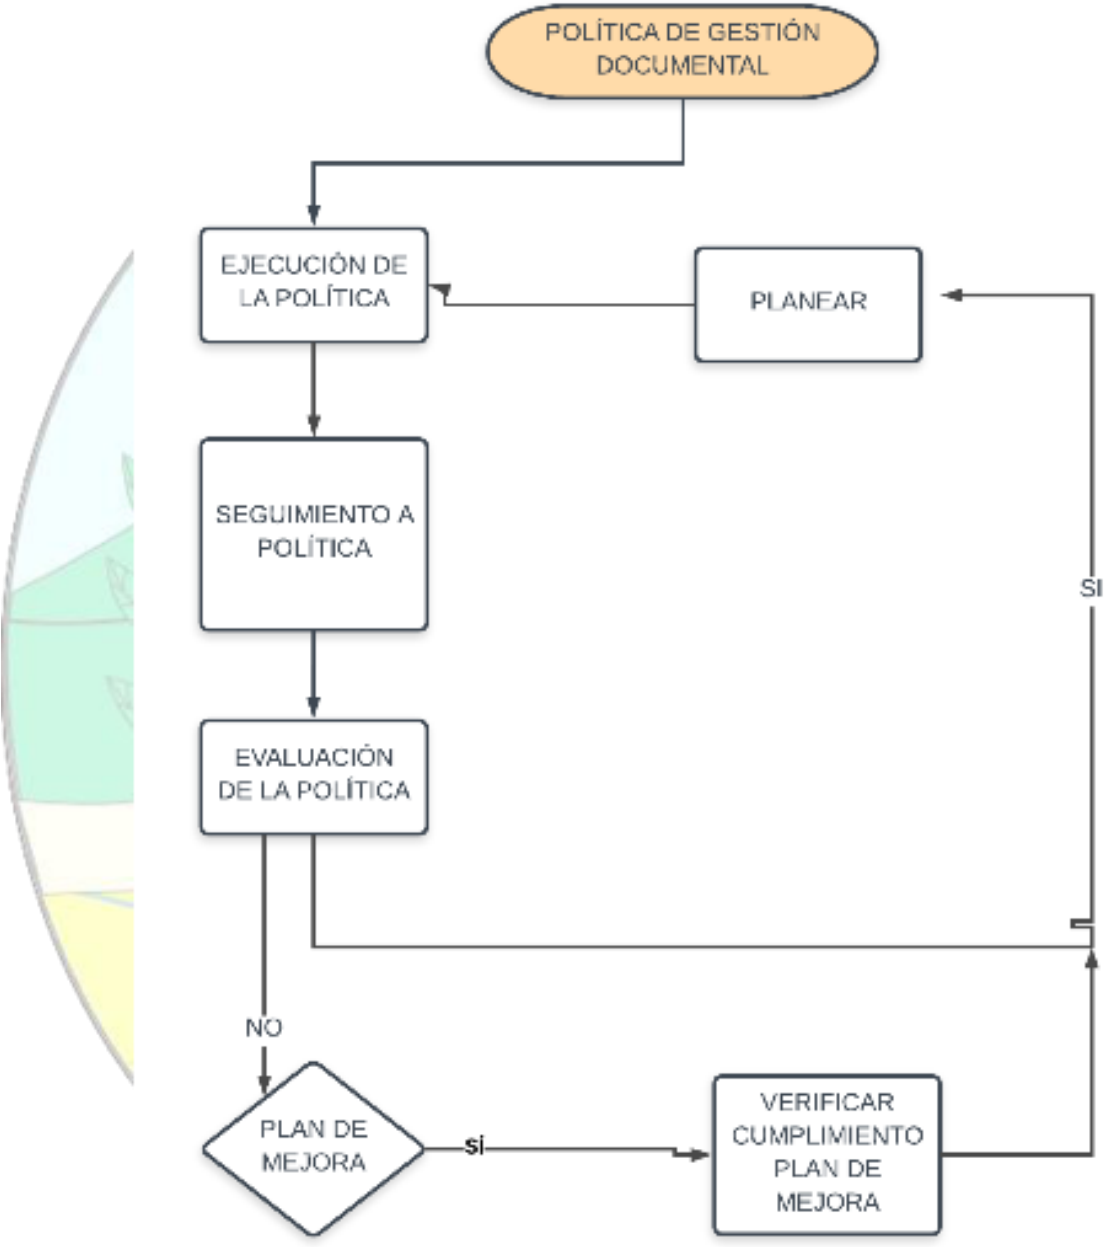 POLÍTICA DE GESTIÓN
DOCUMENTAL
EJECUCIÓN DE
LA POLÍTICA
PLANEAR
SEGUIMIENTO A
POLÍTICA
SI
EVALUACIÓN
DE LA POLÍTICA
NO
PLAN DE
MEJORA
sí
VERIFICAR
CUMPLIMIENTO
PLAN DE
MEJORA